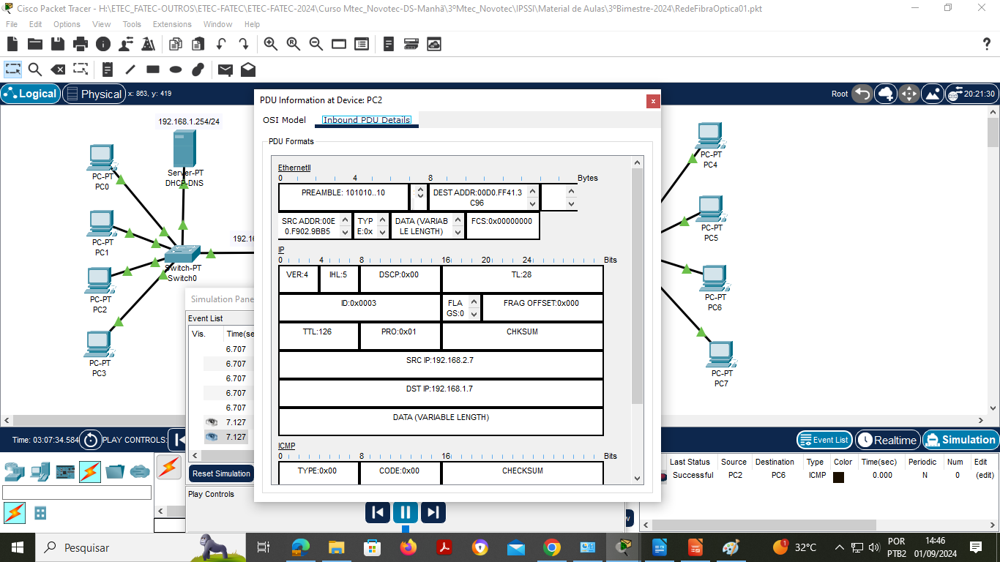 Cisco Packet Tracer - H:\ETEC_FATEC-OUTROS\ETEC-FATEC\ETEC-FATEC-2024\Curso Mtec_Novotec-DS-Manhã\3ºMtec_Novotec\IPSSI\Material de Aulas\3ºBimestre-2024\RedeFibraOptica01.pkt
File Edit Options View Tools Extensions Window Help
Logical Physical x: 863, y: 419 Root 20:21:30
PDU Information at Device: PC2
OSI Model Inbound PDU Details
PDU Formats
EthernetII
0 4 8 Bytes
PREAMBLE: 101010..10
DEST ADDR:00D0.FF41.3
C96
SRC ADDR:00E
0.F902.9BB5
TYP
E:0x
DATA (VARIAB
LE LENGTH)
FCS:0x00000000
IP
0 4 8 16 20 24 Bits
VER:4 IHL:5 DSCP:0x00 TL:28
ID:0x0003
FLA
GS:0
FRAG OFFSET:0x000
TTL:126 PRO:0x01 CHKSUM
SRC IP:192.168.2.7
DST IP:192.168.1.7
DATA (VARIABLE LENGTH)
ICMP
0 8 16 Bits
TYPE:0x00 CODE:0x00 CHECKSUM
192.168.1.254/24
Server-PT
DHCP-DNS
PC-PT
PC0
PC-PT
PC1
192.16
Switch-PT
Switch0
PC-PT
PC2
PC-PT
PC3
PC-PT
PC4
PC-PT
PC5
PC-PT
PC6
PC-PT
PC7
Simulation Pane
Event List
Vis. Time(se
6.707
6.707
6.707
6.707
6.707
7.127
7.127
Reset Simulation
Play Controls
Time: 03:07:34.584 PLAY CONTROLS:
Event List Realtime Simulation
Last Status Source Destination Type Color Time(sec) Periodic Num Edit
Successful PC2 PC6 ICMP 0.000 N 0 (edit)
Pesquisar
1
32°C
POR
PTB2
14:46
01/09/2024